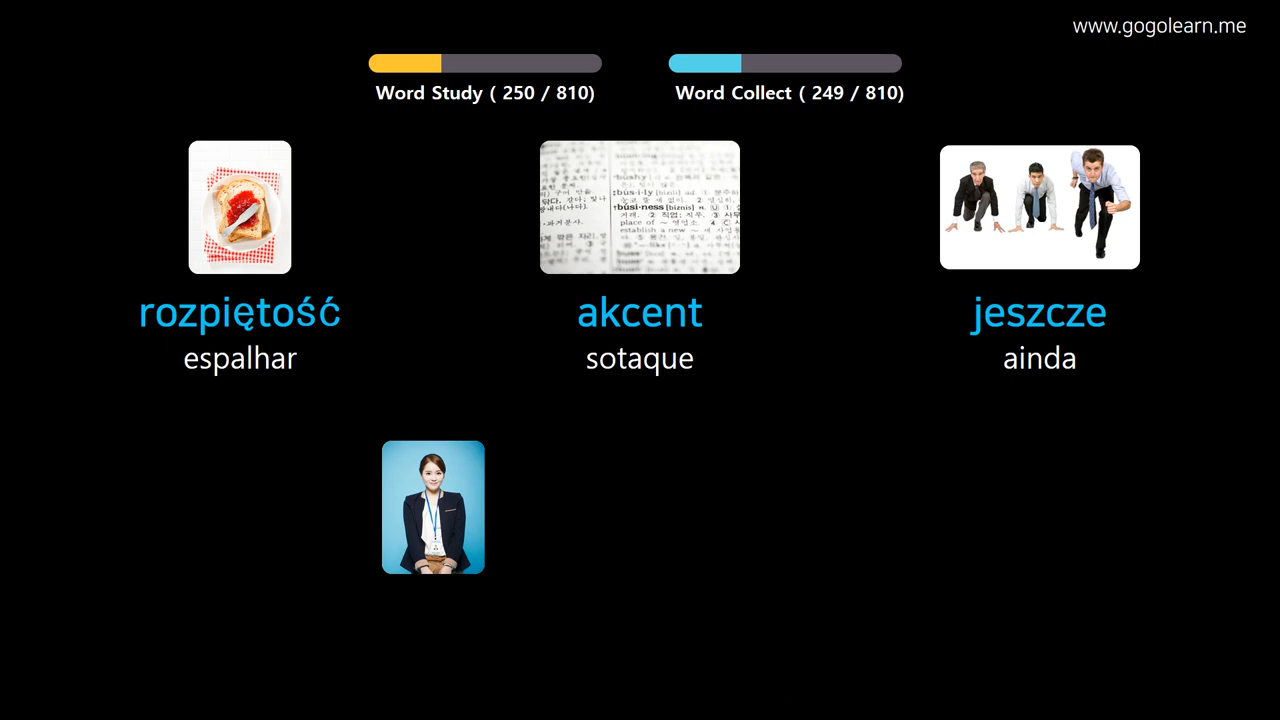 www.gogolearn.me
Word Study ( 250 / 810)
Word Collect ( 249 / 810)
rozpiętość
akcent
jeszcze
espalhar
sotaque
ainda